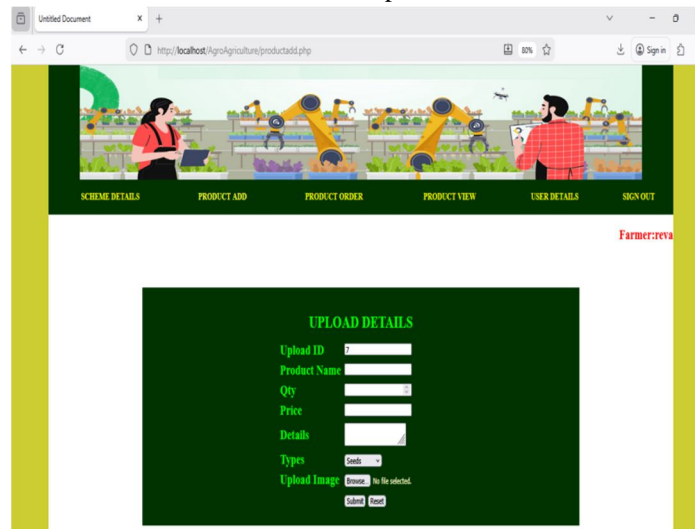 Untitled Document
http://localhost/AgroAgriculture/productadd.php
80%
Sign in
SCHEME DETAILS PRODUCT ADD PRODUCT ORDER PRODUCT VIEW USER DETAILS SIGN OUT
Farmer:reva
UPLOAD DETAILS
Upload ID 7
Product Name
Qty
Price
Details
Types Seeds
Upload Image Browse... No file selected.
Submit Reset